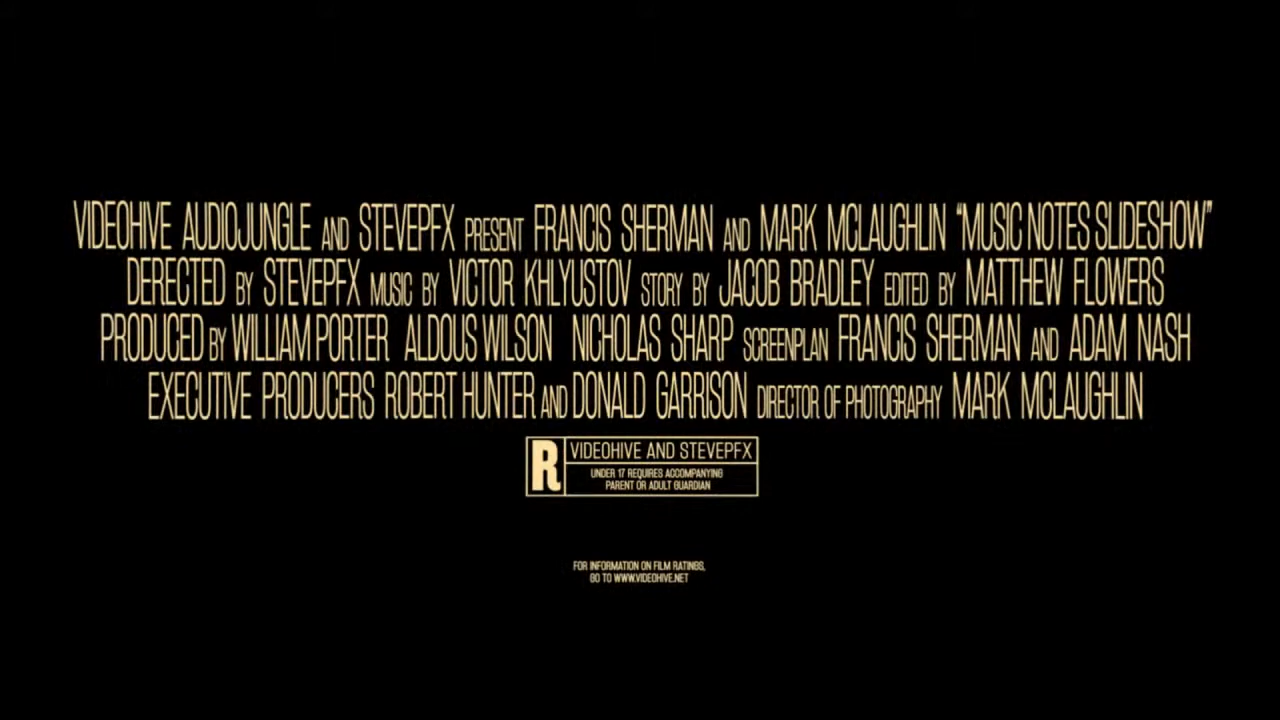 VIDEOHIVE AUDIOJUNGLE AND STEVEPFX PRESENT FRANCIS SHERMAN AND MARK MCLAUGHLIN “MUSIC NOTES SLIDESHOW”
DERECTED BY STEVEPFX MUSIC BY VICTOR KHLYUSTOV STORY BY JACOB BRADLEY EDITED BY MATTHEW FLOWERS
PRODUCED BY WILLIAM PORTER ALDOUS WILSON NICHOLAS SHARP SCREENPLAN FRANCIS SHERMAN AND ADAM NASH
EXECUTIVE PRODUCERS ROBERT HUNTER AND DONALD GARRISON DIRECTOR OF PHOTOGRAPHY MARK MCLAUGHLIN
R VIDEOHIVE AND STEVEPFX
UNDER 17 REQUIRES ACCOMPANYING
PARENT OR ADULT GUARDIAN
FOR INFORMATION ON FILM RATINGS,
GO TO WWW.VIDEOHIVE.NET